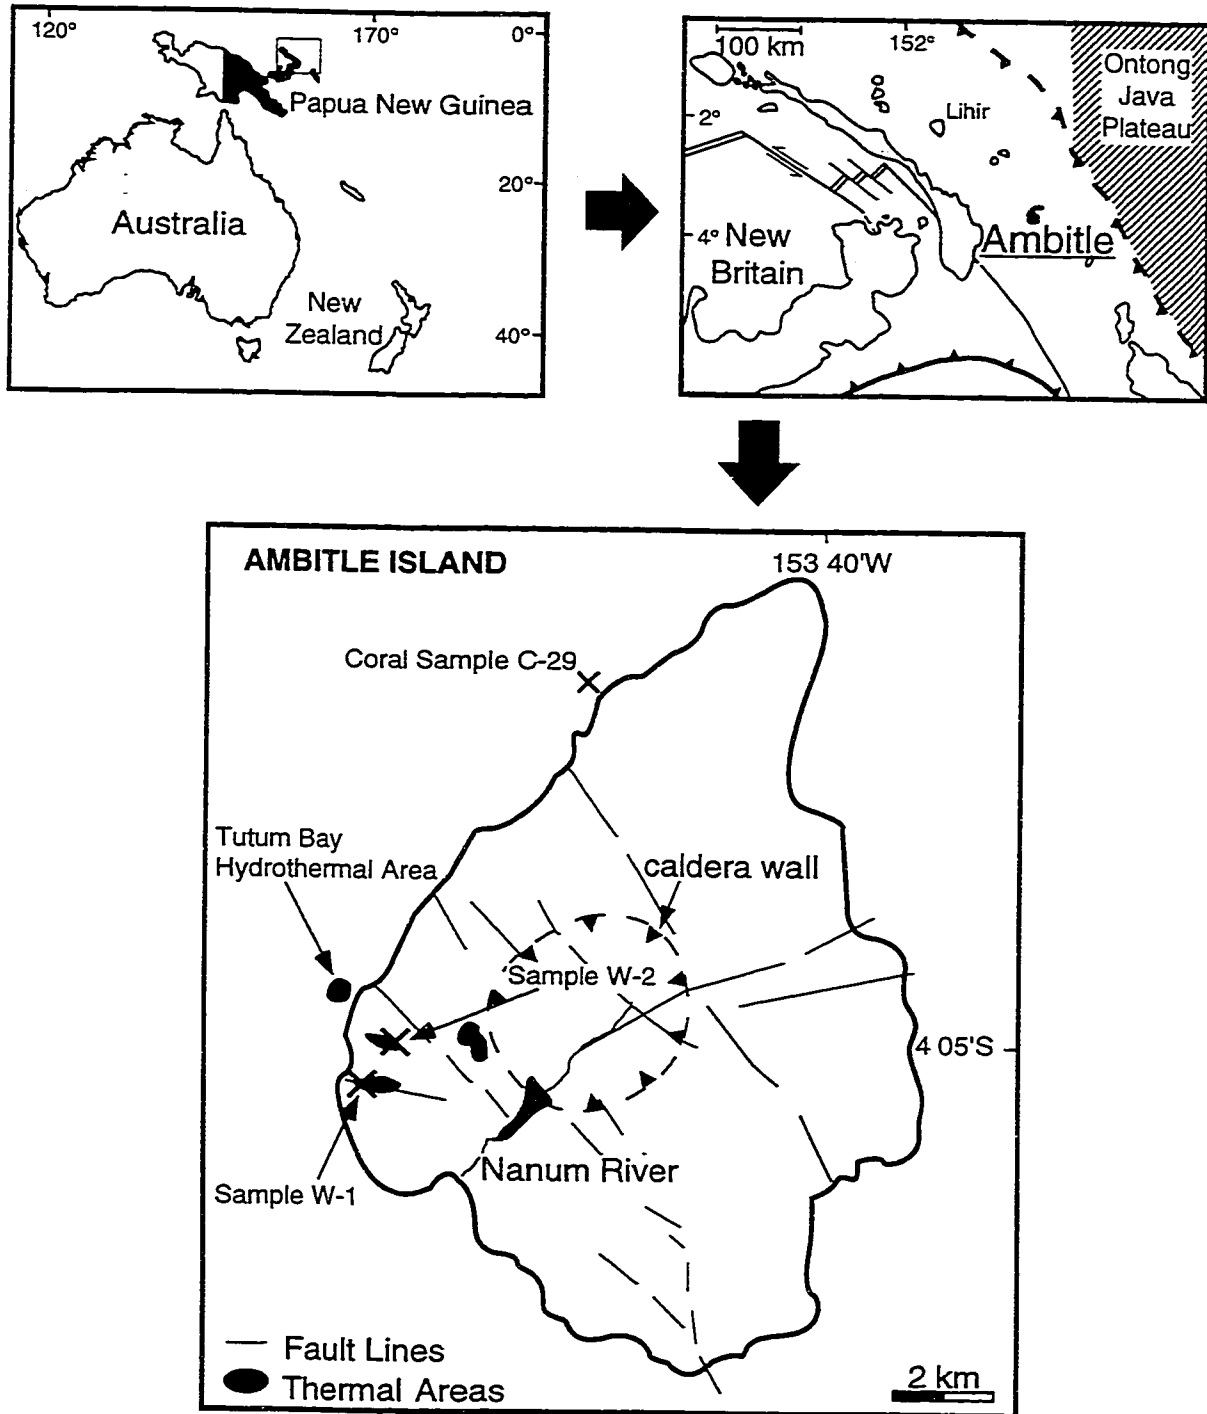 120°
170°
0°
Papua New Guinea
20°
Australia
New
Zealand
40°
100 km
152°
Ontong
Java
Plateau
Lihir
2°
4° New
Britain
Ambitle
AMBITLE ISLAND
153 40'W
Coral Sample C-29
Tutum Bay
Hydrothermal Area
caldera wall
Sample W-2
4 05'S
Nanum River
Sample W-1
Fault Lines
Thermal Areas
2 km